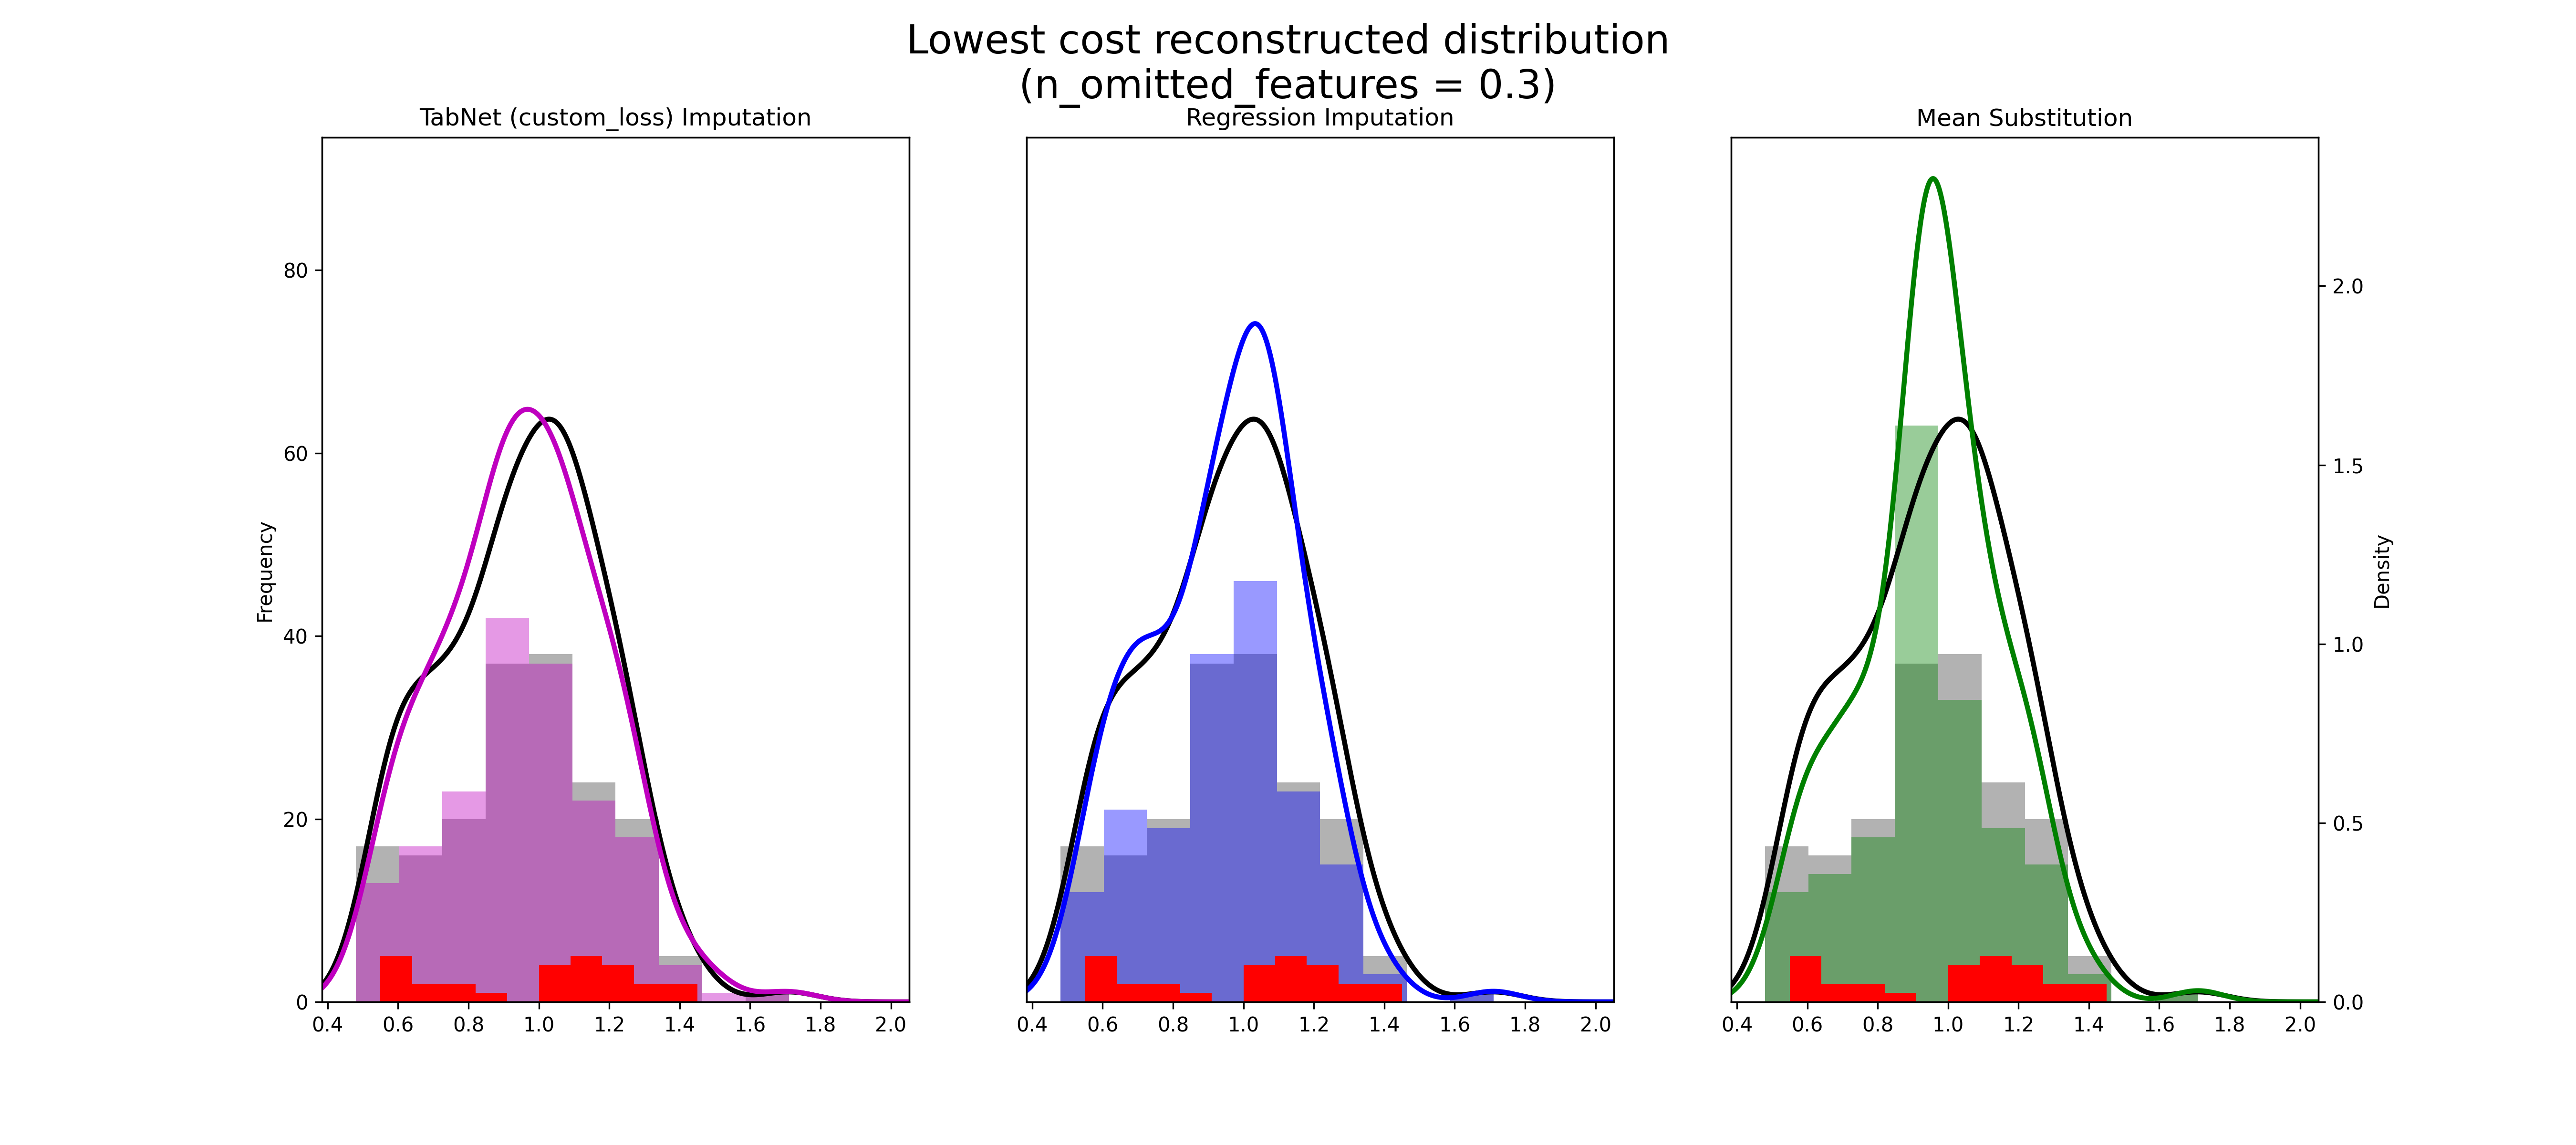 Lowest cost reconstructed distribution
(n_omitted_features = 0.3)
TabNet (custom_loss) Imputation
Regression Imputation
Mean Substitution
Frequency
80
60
40
20
0
0.4 0.6 0.8 1.0 1.2 1.4 1.6 1.8 2.0
0.4 0.6 0.8 1.0 1.2 1.4 1.6 1.8 2.0
0.4 0.6 0.8 1.0 1.2 1.4 1.6 1.8 2.0
2.0
1.5
1.0
0.5
0.0
Density